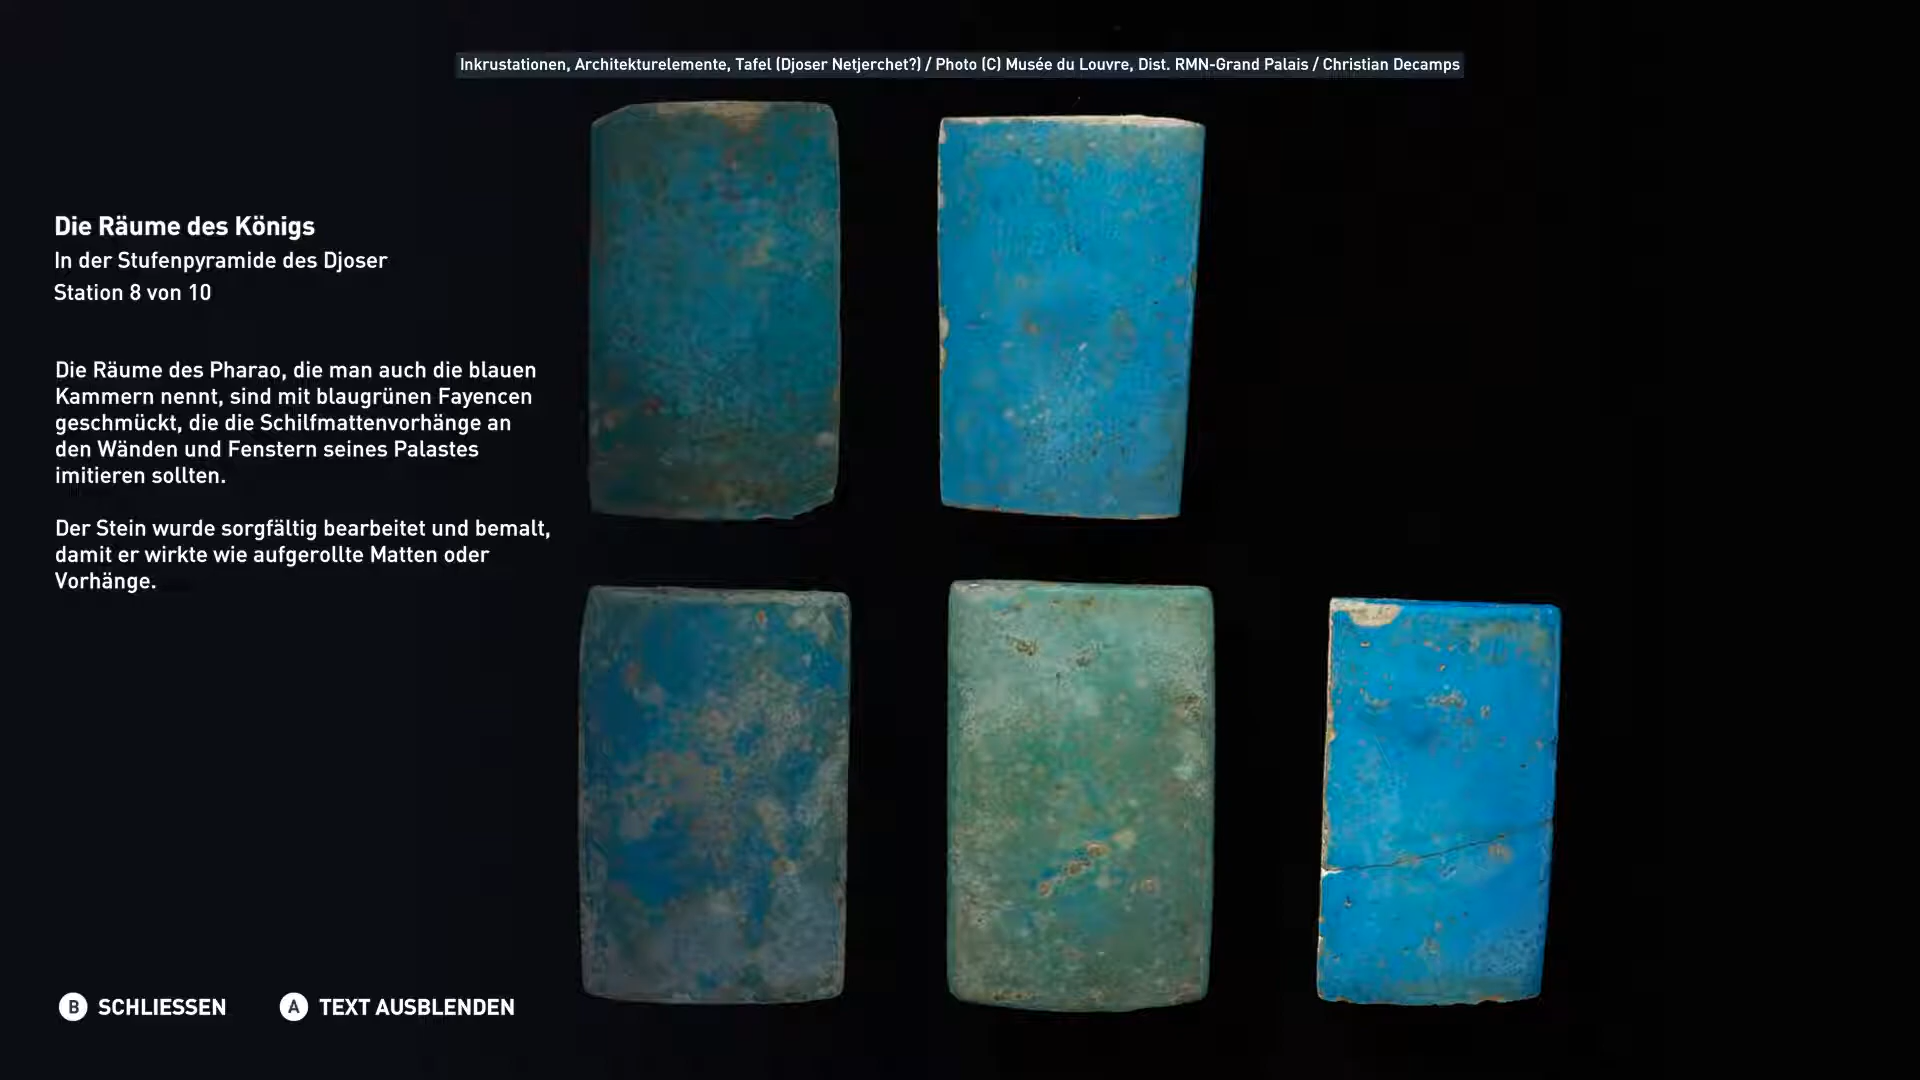 Inkrustationen, Architekturelemente, Tafel (Djoser Netjerchet?) / Photo (C) Musée du Louvre, Dist. RMN-Grand Palais / Christian Decamps
Die Räume des Königs
In der Stufenpyramide des Djoser
Station 8 von 10
Die Räume des Pharao, die man auch die blauen
Kammern nennt, sind mit blaugrünen Fayencen
geschmückt, die die Schilfmattenvorhänge an
den Wänden und Fenstern seines Palastes
imitieren sollten.
Der Stein wurde sorgfältig bearbeitet und bemalt,
damit er wirkte wie aufgerollte Matten oder
Vorhänge.
B SCHLIESSEN A TEXT AUSBLENDEN